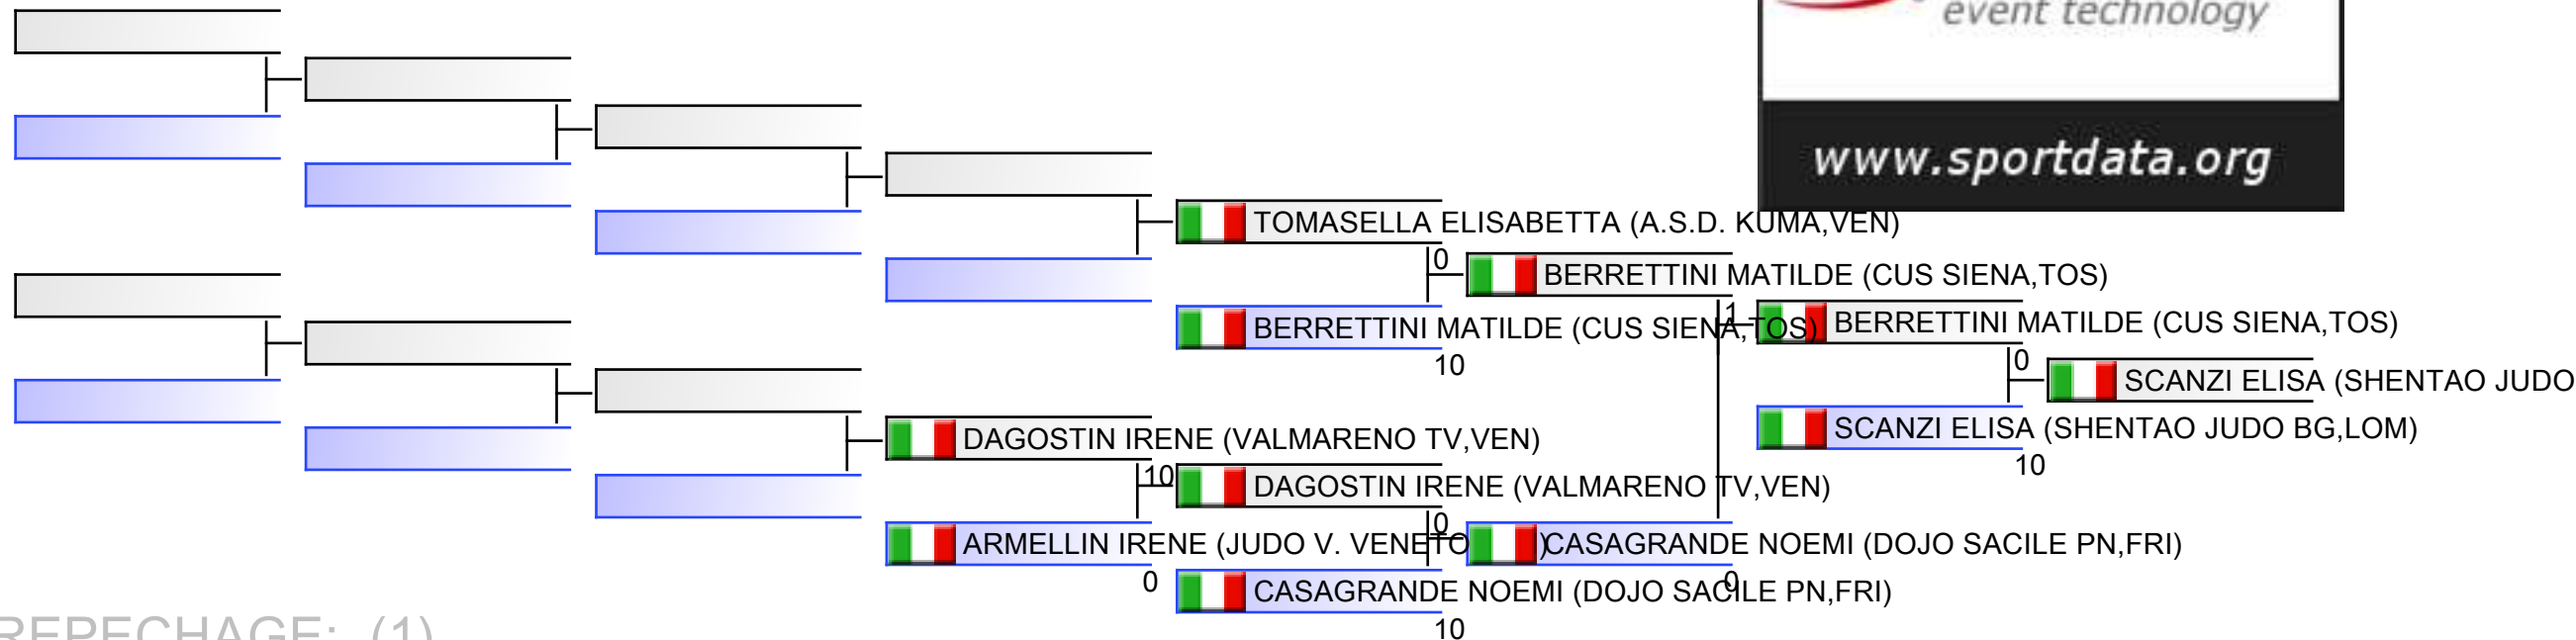 event technology
www.sportdata.org
TOMASELLA ELISABETTA (A.S.D. KUMA,VEN)
0
BERRETTINI MATILDE (CUS SIENA,TOS)
1
BERRETTINI MATILDE (CUS SIENA,TOS)
BERRETTINI MATILDE (CUS SIENA,TOS)
10
0
SCANZI ELISA (SHENTAO JUDO
SCANZI ELISA (SHENTAO JUDO BG,LOM)
10
DAGOSTIN IRENE (VALMARENO TV,VEN)
10
DAGOSTIN IRENE (VALMARENO TV,VEN)
0
ARMELLIN IRENE (JUDO V. VENETO )
CASAGRANDE NOEMI (DOJO SACILE PN,FRI)
0
0
CASAGRANDE NOEMI (DOJO SACILE PN,FRI)
10
REPECHAGE: (1)